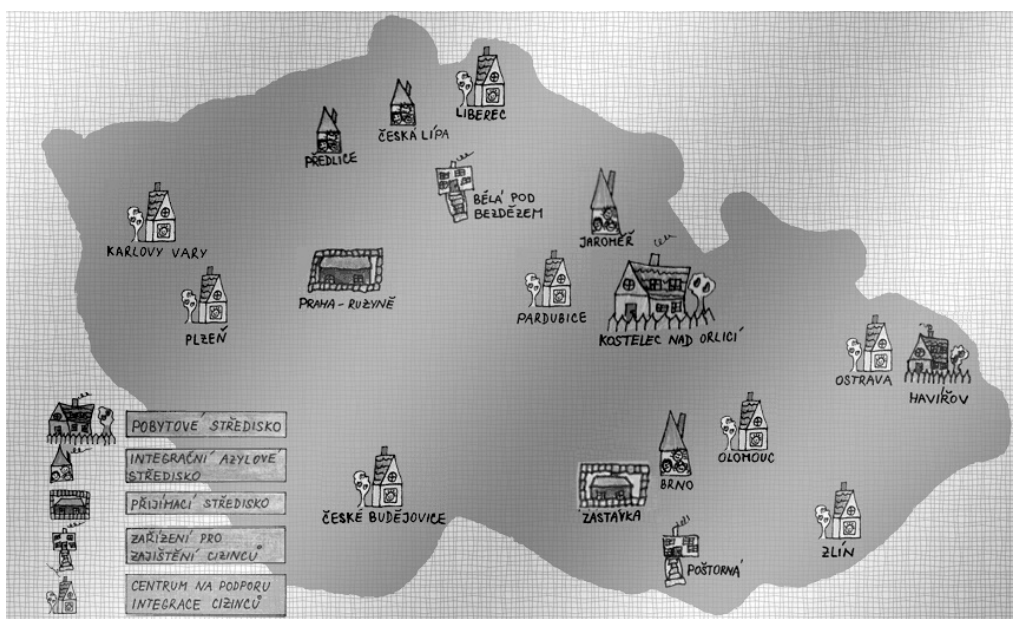 LIBEREC
ČESKÁ LÍPA
PŘEDLICE
BĚLÁ POD
BEZDĚZEM
JAROMĚŘ
KARLOVY VARY
PRAHA-RUZYNĚ
PARDUBICE
PLZEŇ
KOSTELEC NAD ORLICÍ
OSTRAVA
HAVÍŘOV
POBYTOVÉ STŘEDISKO
INTEGRAČNÍ AZYLOVÉ
STŘEDISKO
PŘIJÍMACÍ STŘEDISKO
ZAŘÍZENÍ PRO
ZAJIŠTĚNÍ CIZINCŮ
CENTRUM NA PODPORU
INTEGRACE CIZINCŮ
OLOMOUC
BRNO
ČESKÉ BUDĚJOVICE
ZÁSTÁVKA
ZLÍN
POŠTORNÁ